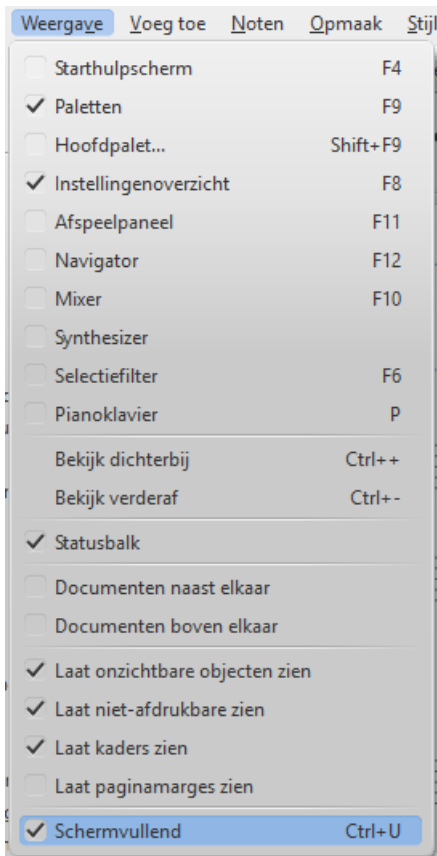 Weergave Voeg toe Noten Opmaak Stijl
Starthulpscherm F4
Paletten F9
Hoofdpalet... Shift+F9
Instellingenoverzicht F8
Afspeelpaneel F11
Navigator F12
Mixer F10
Synthesizer
Selectiefilter F6
Pianoklavier P
Bekijk dichterbij Ctrl++
Bekijk verderaf Ctrl+-
Statusbalk
Documenten naast elkaar
Documenten boven elkaar
Laat onzichtbare objecten zien
Laat niet-afdrukbare zien
Laat kaders zien
Laat paginamarges zien
Schermvullend Ctrl+U